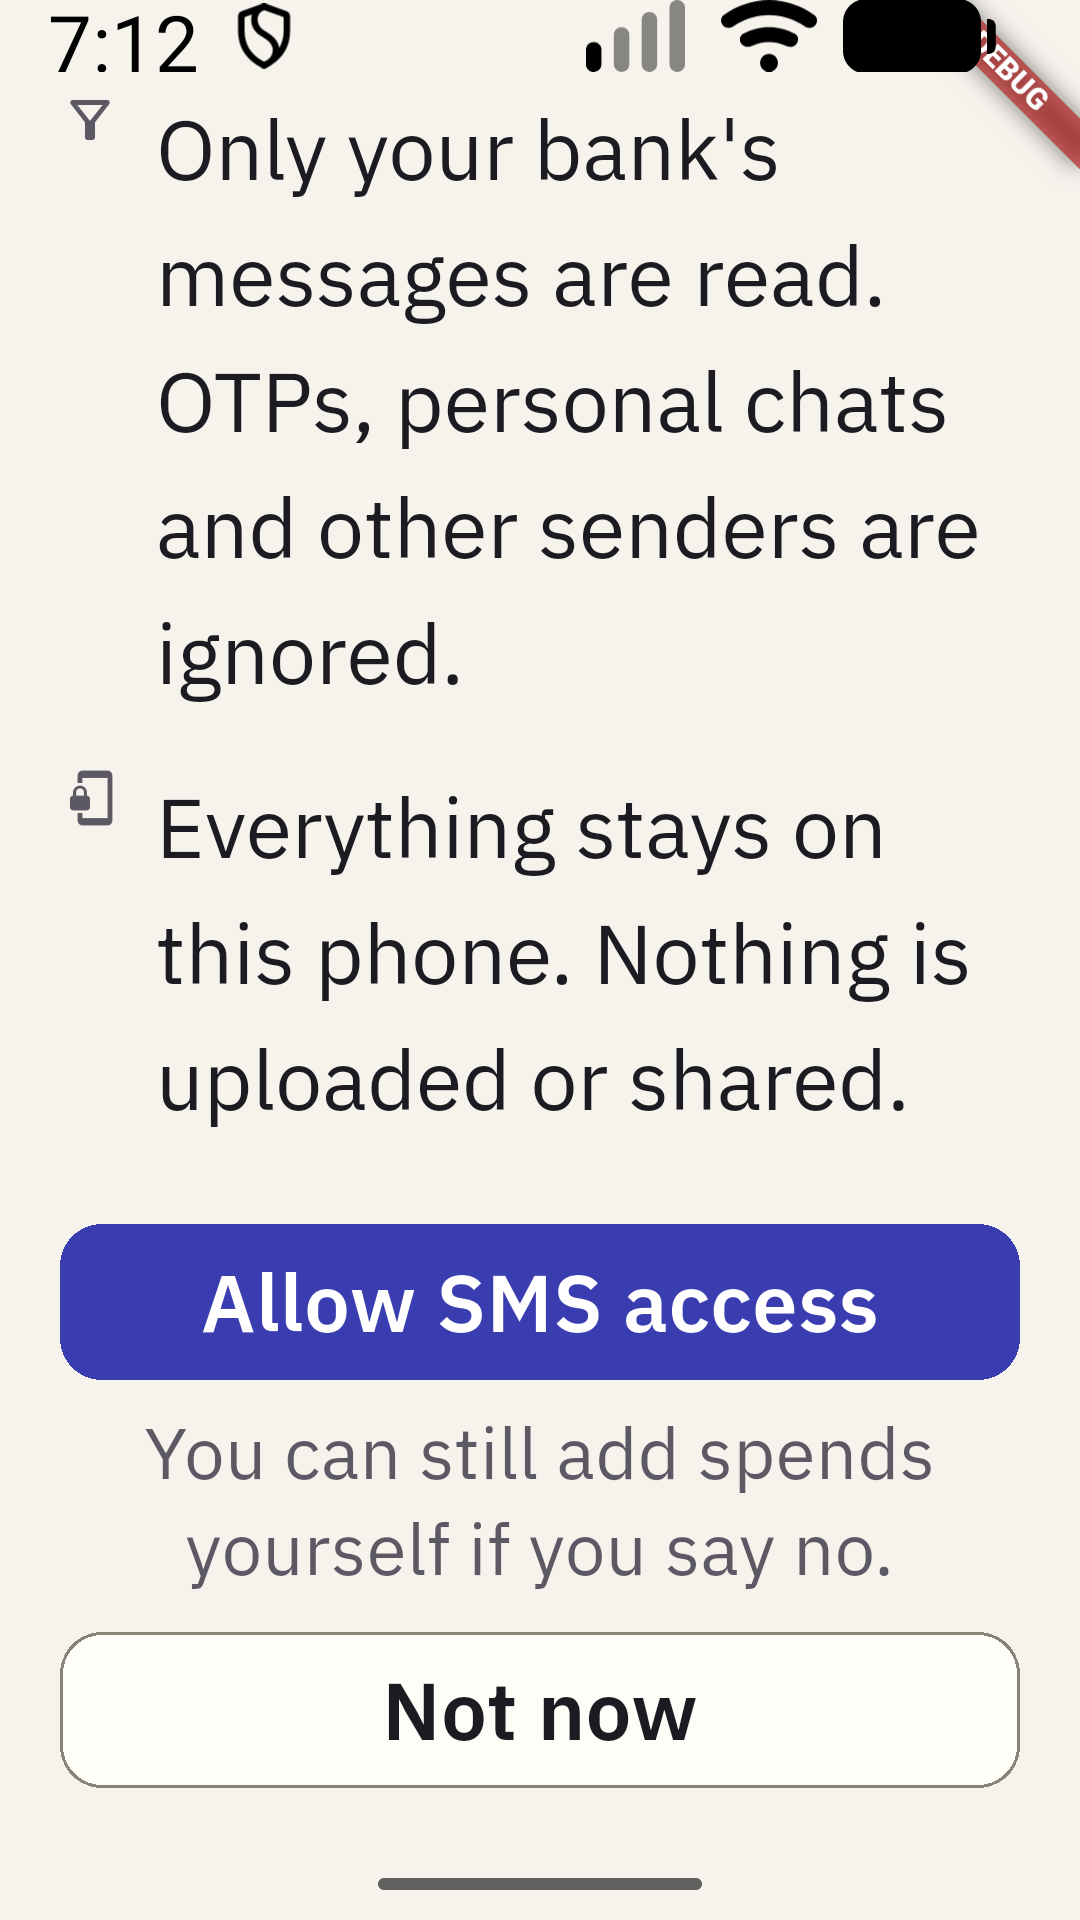 7:12
DEBUG
Only your bank's
messages are read.
OTPs, personal chats
and other senders are
ignored.
Everything stays on
this phone. Nothing is
uploaded or shared.
Allow SMS access
You can still add spends
yourself if you say no.
Not now